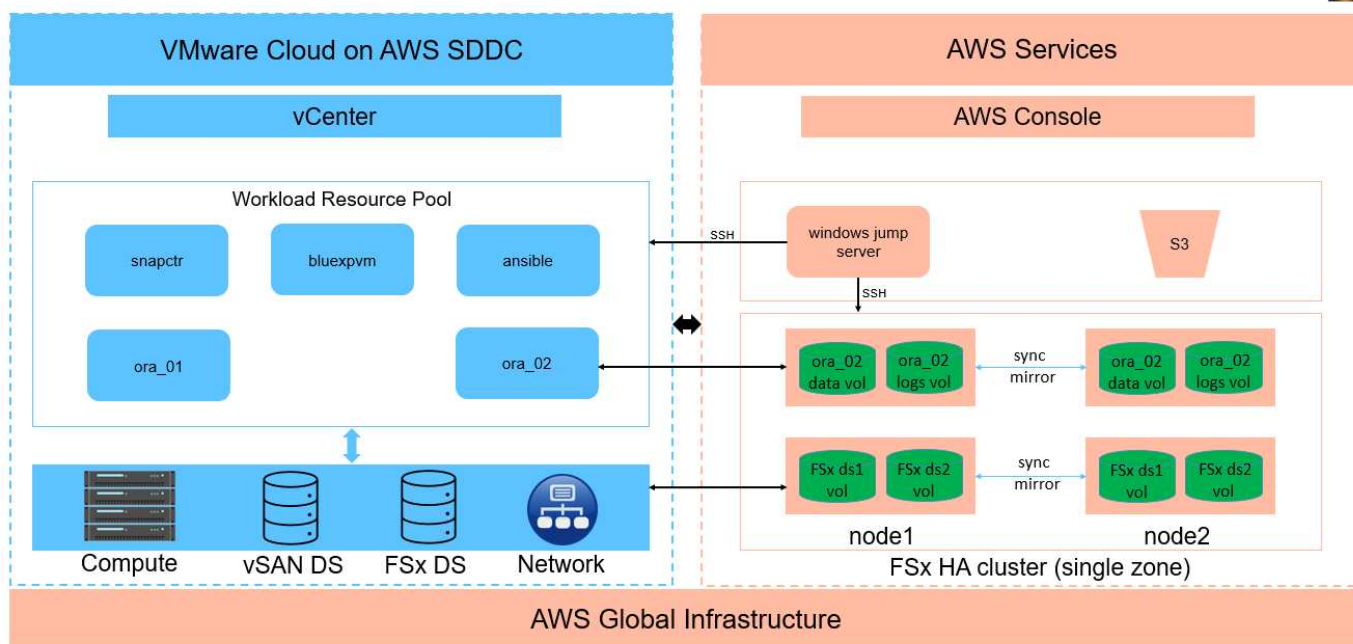 VMware Cloud on AWS SDDC
AWS Services
vCenter
AWS Console
Workload Resource Pool
snapctr
bluexpvm
ansible
SSH
windows jump
server
S3
SSH
ora_01
ora_02
ora_02
data vol
ora_02
logs vol
sync
mirror
ora_02
data vol
ora_02
logs vol
FSx ds1
vol
FSx ds2
vol
sync
mirror
FSx ds1
vol
FSx ds2
vol
Compute
vSAN DS
FSx DS
Network
node1
node2
FSx HA cluster (single zone)
AWS Global Infrastructure